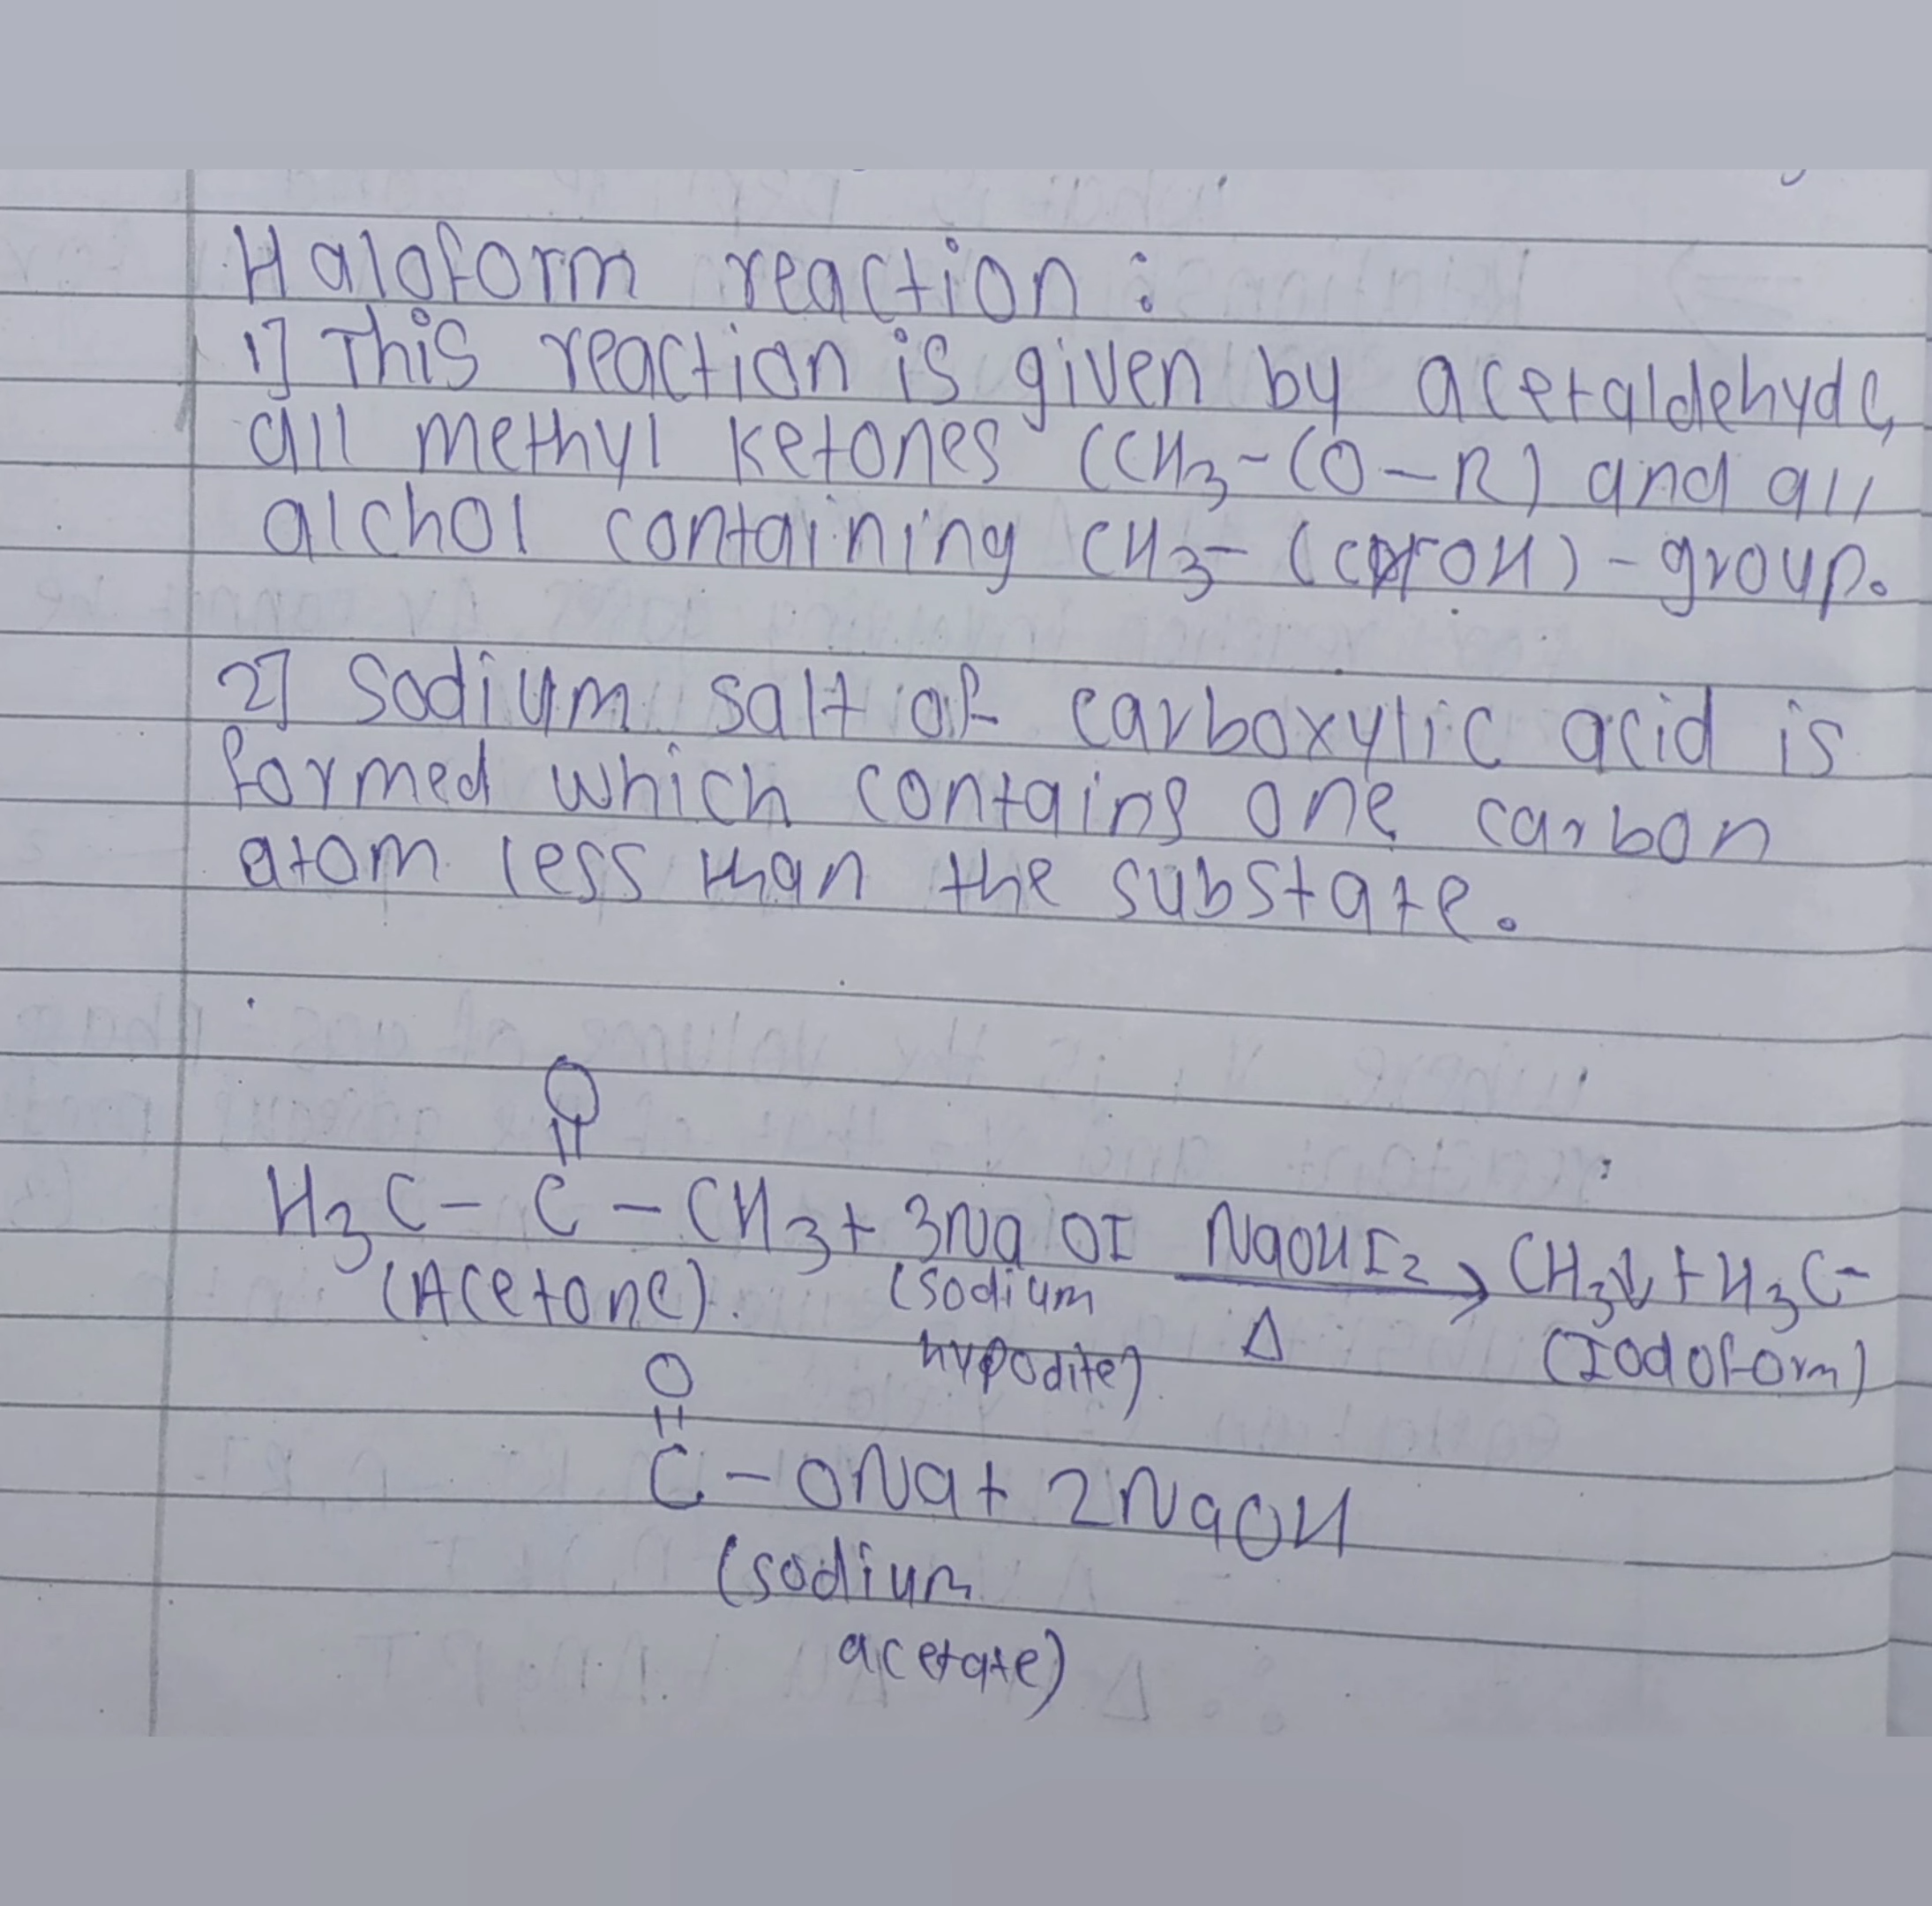 Haloform reaction :
1] This reaction is given by acetaldehyde,
all methyl ketones (CH3-CO-R) and all
alchol containing CH3- ( OH) - group.
2] Sodium salt of carboxylic acid is
formed which contains one carbon
atom less than the substate.
O
H3C - C - CH3 + 3NaOI NaOH I2 → + H3C-
(Acetone). (sodium Δ (Iodoform)
hypodite)
O
C - ONa + 2NaOH
(sodium
acetate)